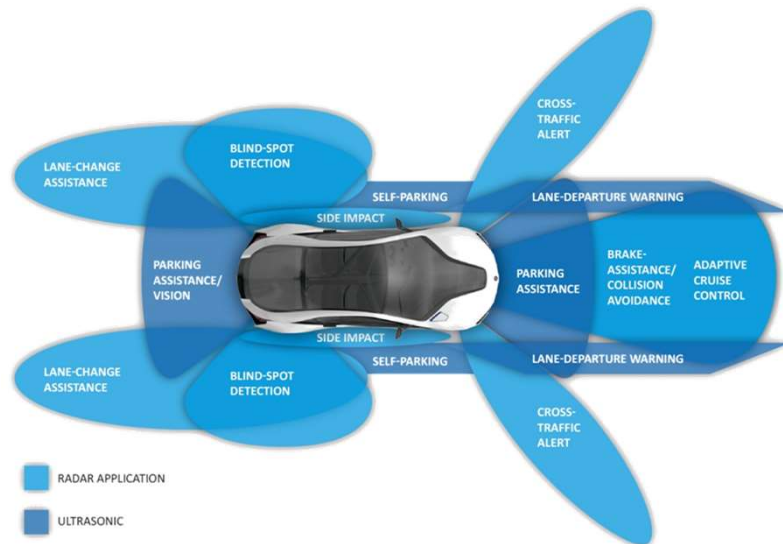 CROSS-
TRAFFIC
ALERT
BLIND-SPOT
DETECTION
LANE-CHANGE
ASSISTANCE
SELF-PARKING
LANE-DEPARTURE WARNING
SIDE IMPACT
PARKING
ASSISTANCE/
VISION
PARKING
ASSISTANCE
BRAKE-
ASSISTANCE/
COLLISION
AVOIDANCE
ADAPTIVE
CRUISE
CONTROL
SIDE IMPACT
SELF-PARKING
LANE-DEPARTURE WARNING
LANE-CHANGE
ASSISTANCE
BLIND-SPOT
DETECTION
CROSS-
TRAFFIC
ALERT
RADAR APPLICATION
ULTRASONIC